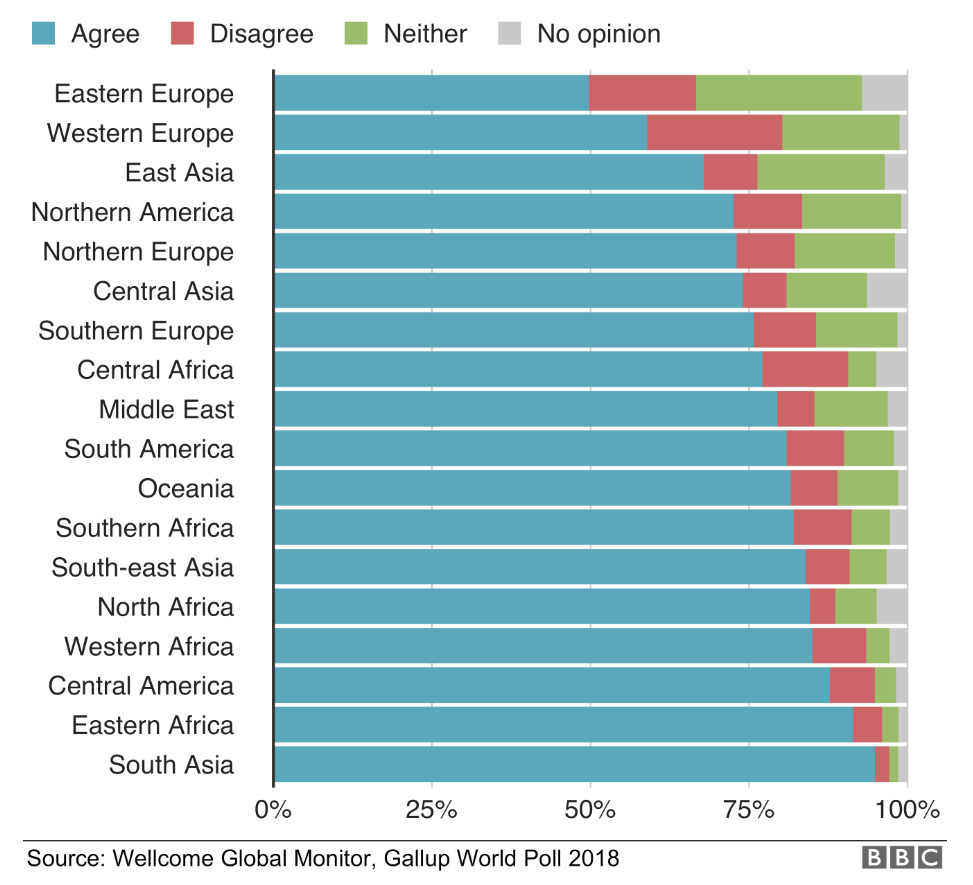 Agree Disagree Neither No opinion
Eastern Europe
Western Europe
East Asia
Northern America
Northern Europe
Central Asia
Southern Europe
Central Africa
Middle East
South America
Oceania
Southern Africa
South-east Asia
North Africa
Western Africa
Central America
Eastern Africa
South Asia
0% 25% 50% 75% 100%
Source: Wellcome Global Monitor, Gallup World Poll 2018 BBC